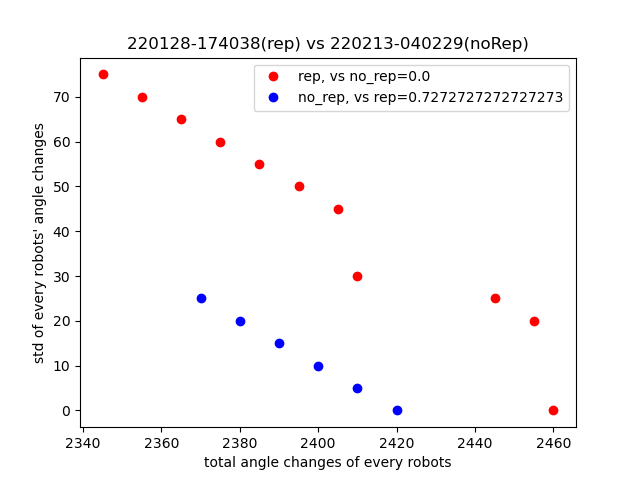 220128-174038(rep) vs 220213-040229(noRep)
rep, vs no_rep=0.0
no_rep, vs rep=0.7272727272727273
std of every robots' angle changes
70
60
50
40
30
20
10
0
2340 2360 2380 2400 2420 2440 2460
total angle changes of every robots